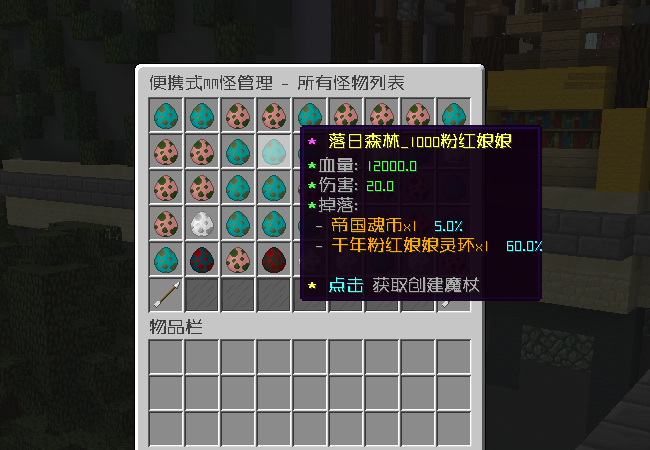 便携式mm怪管理 - 所有怪物列表
* 落日森林_1000粉红娘娘
*血量: 12000.0
*伤害: 20.0
*掉落:
- 帝国魂币x1 5.0%
- 千年粉红娘娘灵环x1 60.0%
* 点击 获取创建魔杖
物品栏